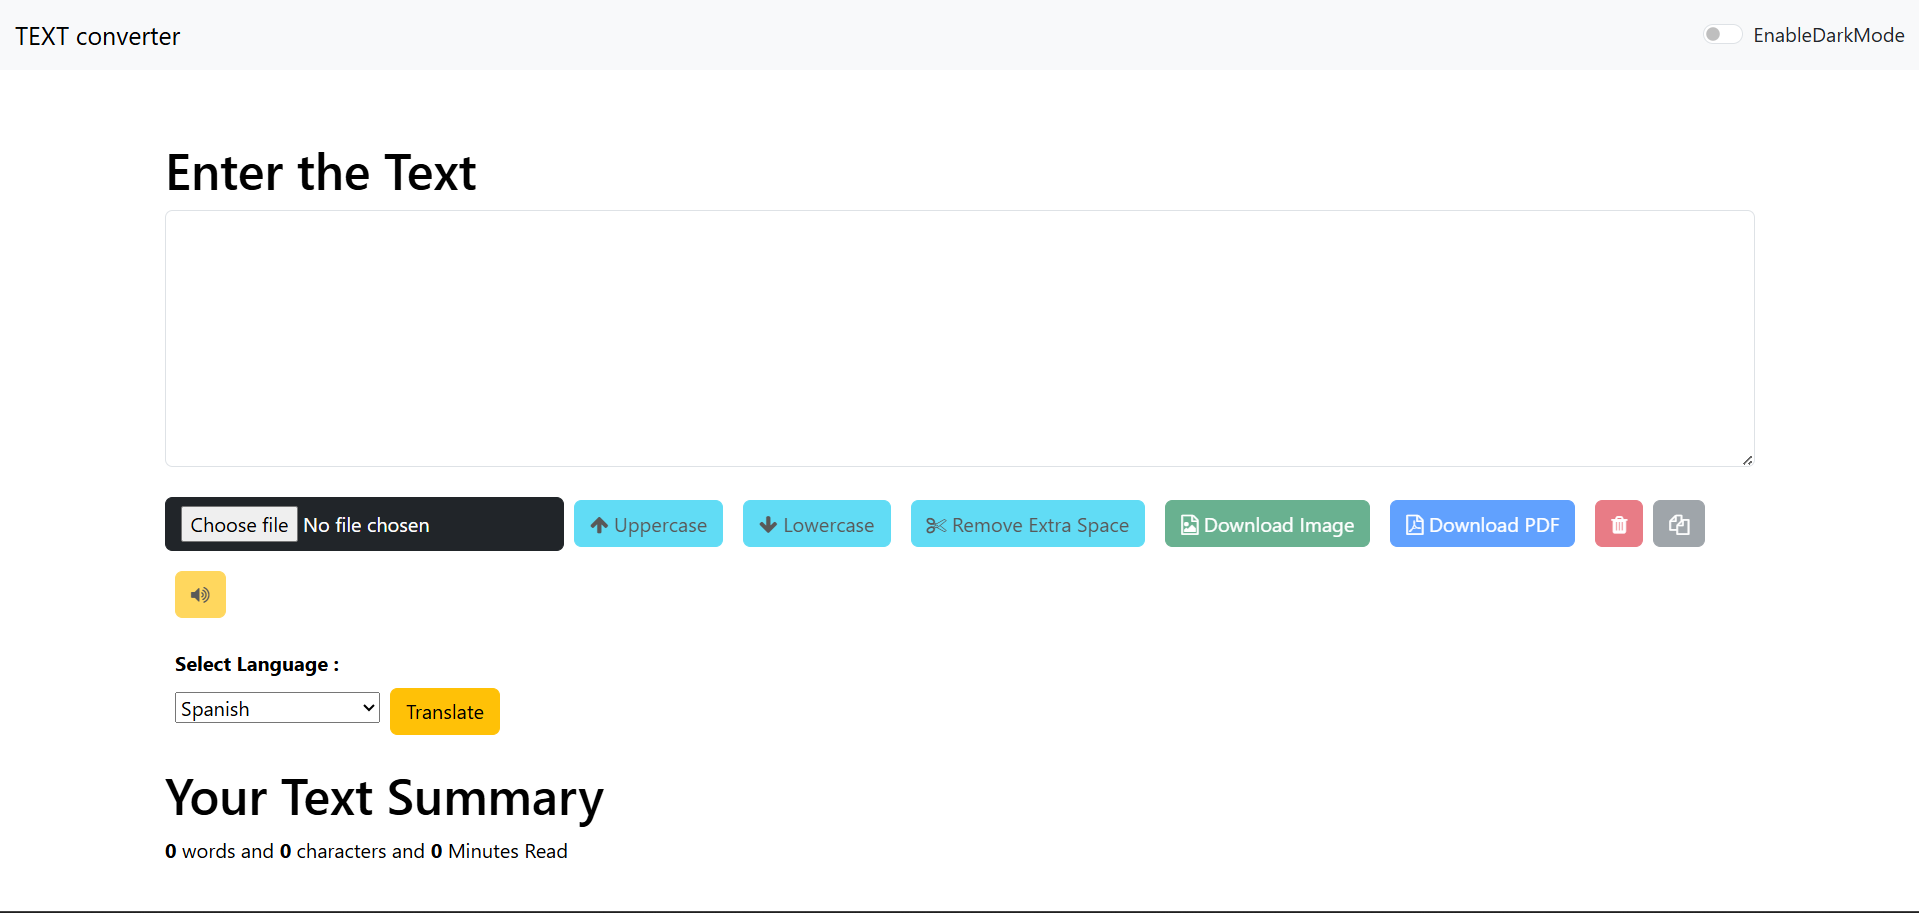 TEXT converter
EnableDarkMode
Enter the Text
Choose file No file chosen
Uppercase
Lowercase
Remove Extra Space
Download Image
Download PDF
Select Language :
Spanish
Translate
Your Text Summary
0 words and 0 characters and 0 Minutes Read